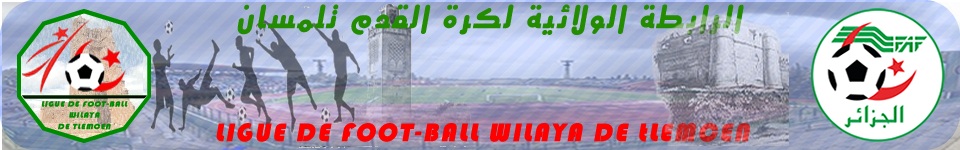 الرابطة الولائية لكرة القدم تلمسان
LIGUE DE FOOT-BALL
WILAYA
DE TLEMCEN
FAF
الجزائر
LIGUE DE FOOT-BALL WILAYA DE tLEMCEN